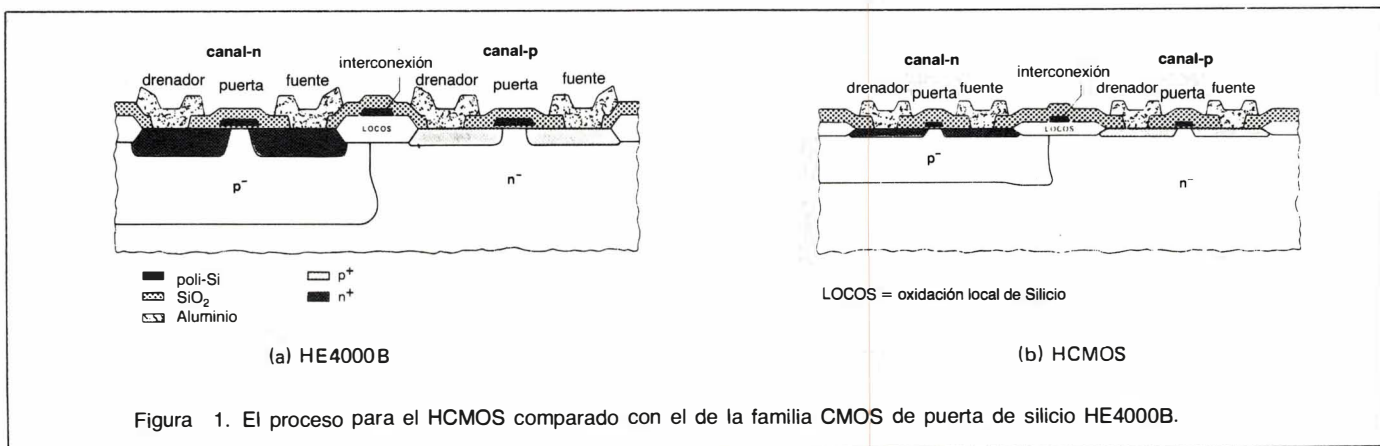 canal-n
canal-p
interconexión
drenador puerta fuente drenador puerta fuente
LOCOS
p⁻
n⁻
poli-Si
SiO₂
Aluminio
p⁺
n⁺
(a) HE4000B
canal-n
canal-p
interconexión
drenador puerta fuente drenador puerta fuente
LOCOS
p⁻
n⁻
LOCOS = oxidación local de Silicio
(b) HCMOS
Figura 1. El proceso para el HCMOS comparado con el de la familia CMOS de puerta de silicio HE4000B.